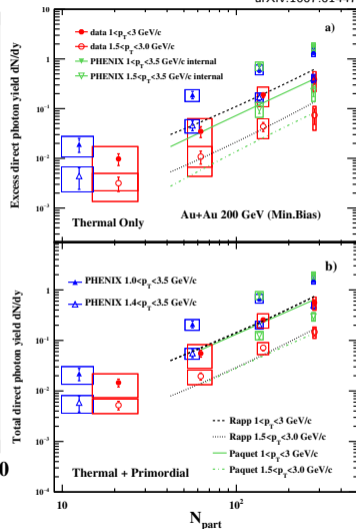 data 1<p_T<3 GeV/c
data 1.5<p_T<3.0 GeV/c
PHENIX 1<p_T<3.5 GeV/c internal
PHENIX 1.5<p_T<3.5 GeV/c internal
a)
Excess direct photon yield dN/dy
10
1
10^-1
10^-2
10^-3
Thermal Only
Au+Au 200 GeV (Min.Bias)
b)
PHENIX 1.0<p_T<3.5 GeV/c
PHENIX 1.4<p_T<3.5 GeV/c
Total direct photon yield dN/dy
1
10^-1
10^-2
10^-3
10^-4
Rapp 1<p_T<3 GeV/c
Rapp 1.5<p_T<3.0 GeV/c
Paquet 1<p_T<3 GeV/c
Paquet 1.5<p_T<3.0 GeV/c
Thermal + Primordial
0
10
10^2
N_part